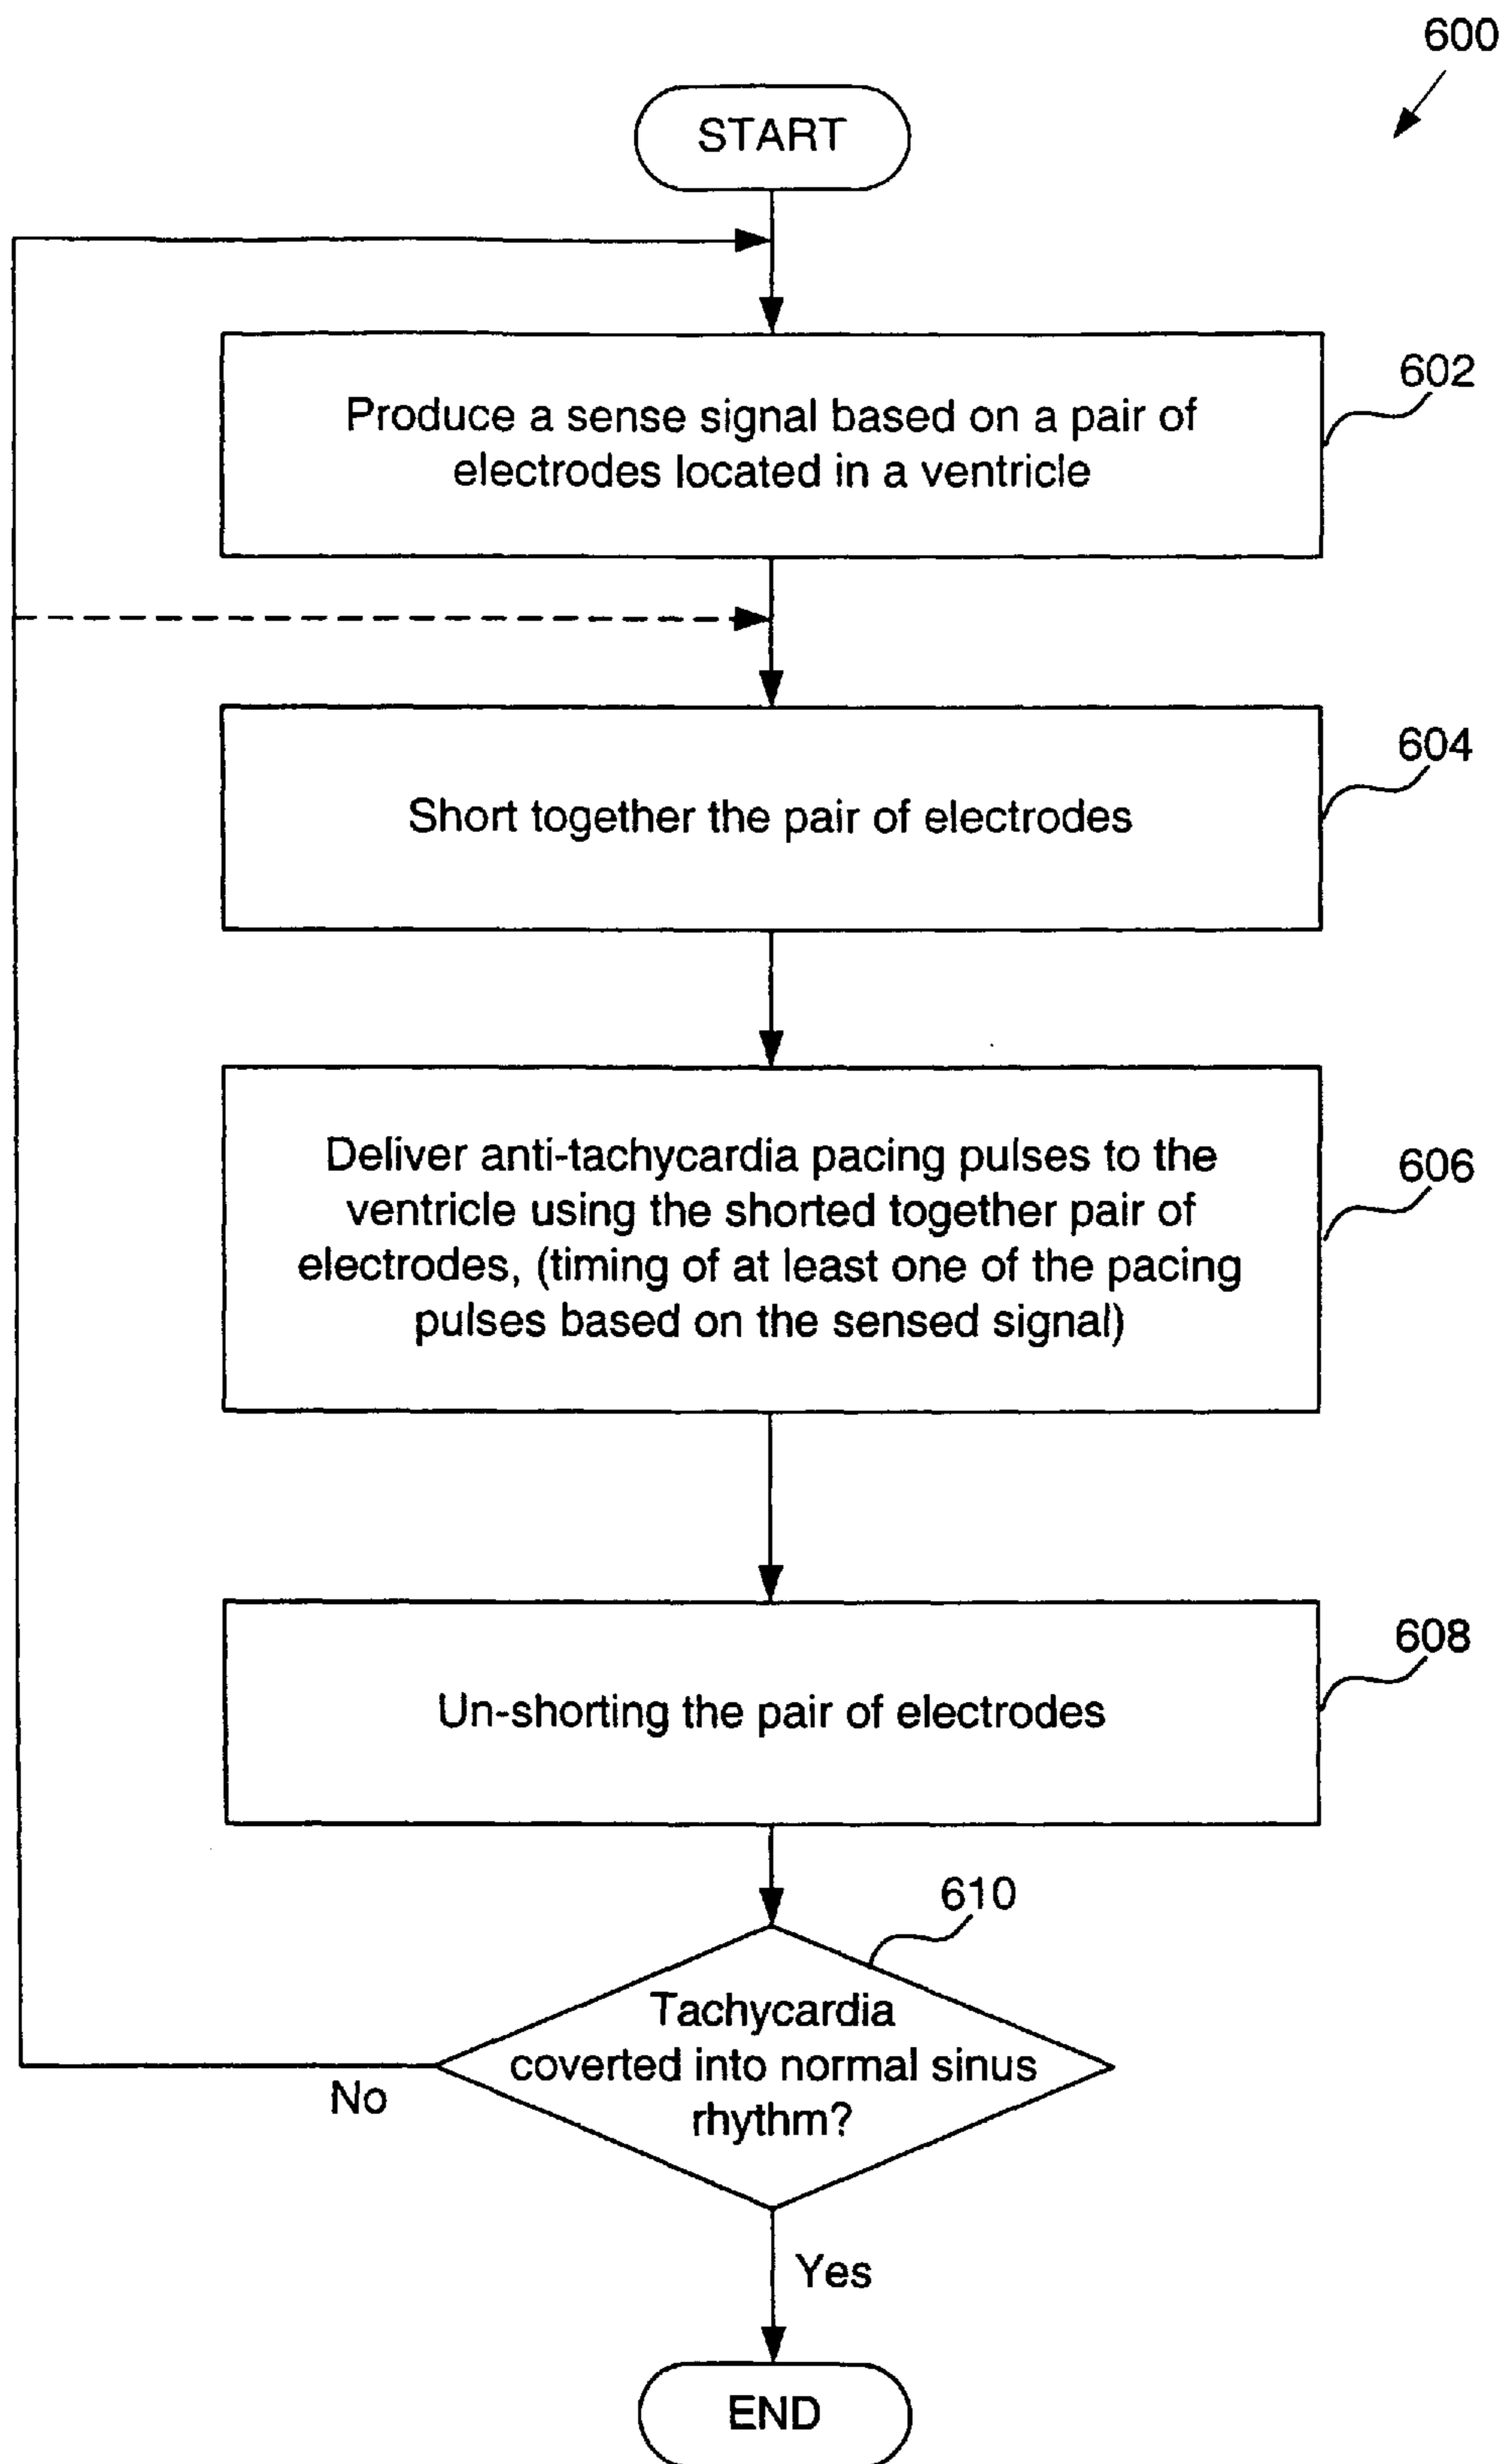 600
START
602
Produce a sense signal based on a pair of
electrodes located in a ventricle
604
Short together the pair of electrodes
606
Deliver anti-tachycardia pacing pulses to the
ventricle using the shorted together pair of
electrodes, (timing of at least one of the pacing
pulses based on the sensed signal)
608
Un-shorting the pair of electrodes
610
Tachycardia
coverted into normal sinus
rhythm?
No
Yes
END